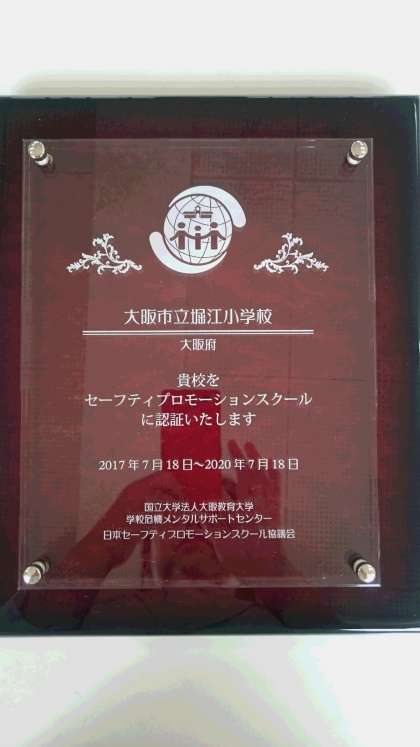 大阪市立堀江小学校
大阪府
貴校を
セーフティプロモーションスクール
に認証いたします
2017年7月18日～2020年7月18日
国立大学法人大阪教育大学
学校危機メンタルサポートセンター
日本セーフティプロモーションスクール協議会